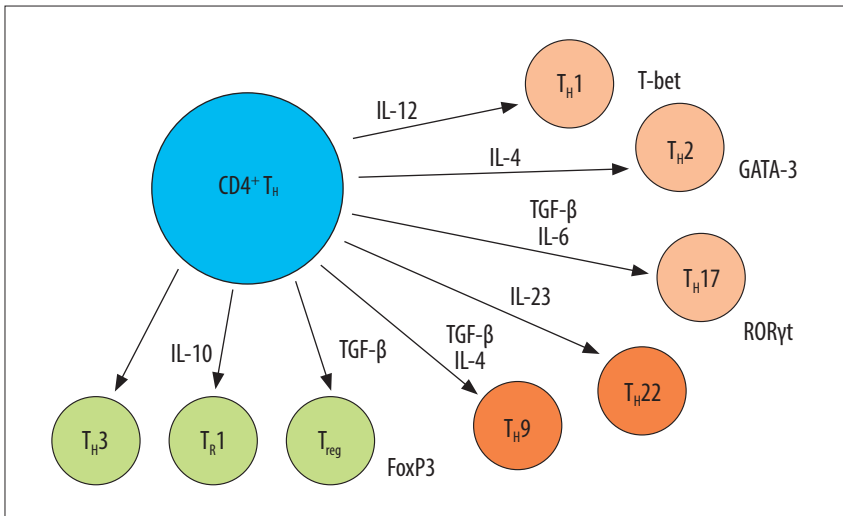 T_H1
T-bet
IL-12
T_H2
GATA-3
IL-4
CD4⁺ T_H
TGF-β
IL-6
T_H17
RORγt
IL-23
T_H22
TGF-β
IL-4
T_H9
TGF-β
IL-10
T_H3
T_R1
T_reg
FoxP3